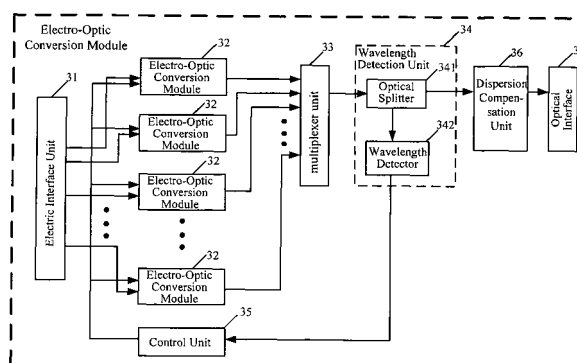 Electro-Optic
Conversion Module
31
Electric Interface Unit
32
Electro-Optic
Conversion
Module
32
Electro-Optic
Conversion
Module
32
Electro-Optic
Conversion
Module
32
Electro-Optic
Conversion
Module
35
Control Unit
33
multiplexer unit
34
Wavelength
Detection Unit
341
Optical
Splitter
342
Wavelength
Detector
36
Dispersion
Compen-
sation
Unit
Optical Interface